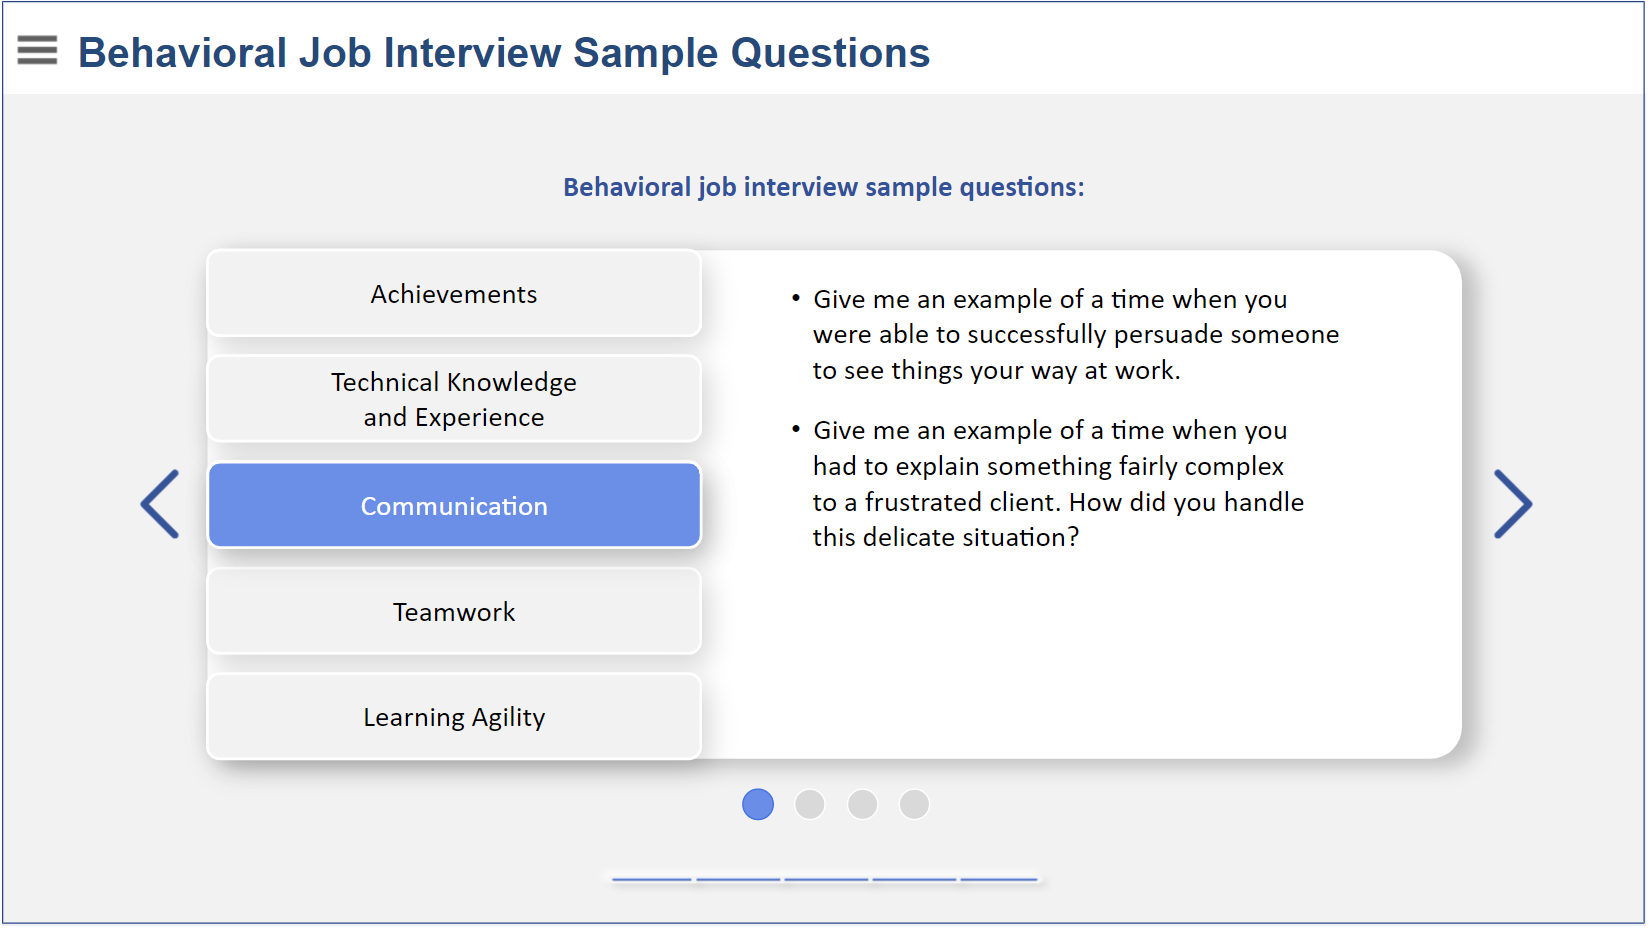 Behavioral Job Interview Sample Questions
Behavioral job interview sample questions:
Achievements
Technical Knowledge
and Experience
Communication
Teamwork
Learning Agility
• Give me an example of a time when you
were able to successfully persuade someone
to see things your way at work.
• Give me an example of a time when you
had to explain something fairly complex
to a frustrated client. How did you handle
this delicate situation?